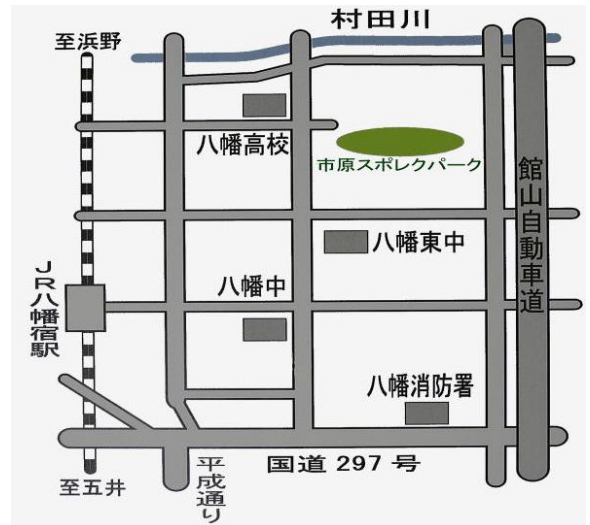 村田川
至浜野
八幡高校
市原スポレクパーク
館山自動車道
八幡東中
JR八幡宿駅
八幡中
八幡消防署
国道297号
平成通り
至五井